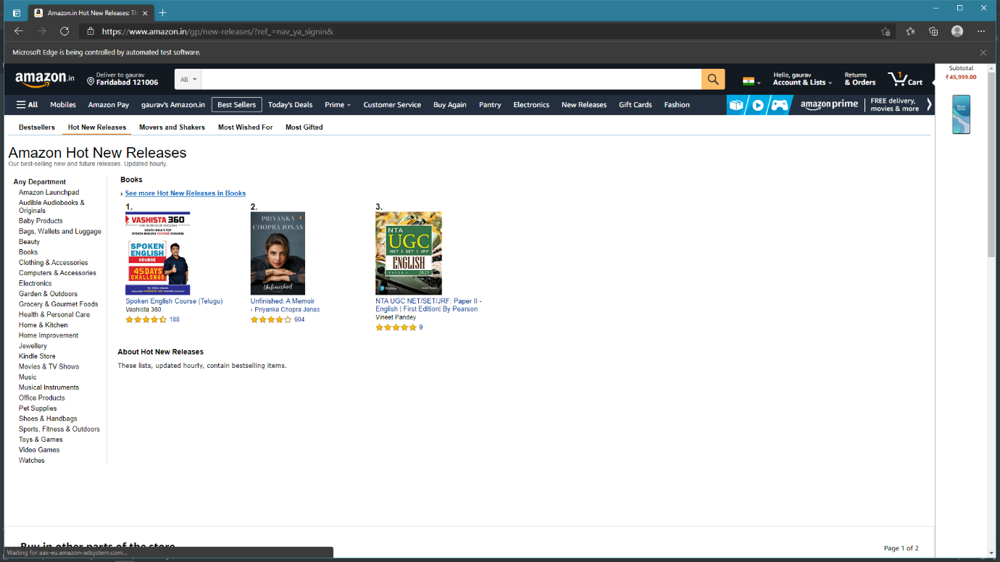 Amazon.in Hot New Releases: Th
https://www.amazon.in/gp/new-releases/?ref_=nav_ya_signin&
Microsoft Edge is being controlled by automated test software.
amazon.in
Deliver to gaurav
Faridabad 121006
All
Hello, gaurav
Account & Lists
Returns
& Orders
1
Cart
Subtotal
₹ 45,999.00
All
Mobiles
Amazon Pay
gaurav's Amazon.in
Best Sellers
Today's Deals
Prime
Customer Service
Buy Again
Pantry
Electronics
New Releases
Gift Cards
Fashion
amazon prime
FREE delivery,
movies & more
Bestsellers
Hot New Releases
Movers and Shakers
Most Wished For
Most Gifted
Amazon Hot New Releases
Our best-selling new and future releases. Updated hourly.
Any Department
Amazon Launchpad
Audible Audiobooks &
Originals
Baby Products
Bags, Wallets and Luggage
Beauty
Books
Clothing & Accessories
Computers & Accessories
Electronics
Garden & Outdoors
Grocery & Gourmet Foods
Health & Personal Care
Home & Kitchen
Home Improvement
Jewellery
Kindle Store
Movies & TV Shows
Music
Musical Instruments
Office Products
Pet Supplies
Shoes & Handbags
Sports, Fitness & Outdoors
Toys & Games
Video Games
Watches
Books
› See more Hot New Releases in Books
1.
VASHISTA 360
THE WORLD OF ENGLISH
SOUTH INDIA'S TOP
SPOKEN ENGLISH YOUTUBE CHANNEL
SPOKEN
ENGLISH
COURSE
45 DAYS
CHALLENGE
Spoken English Course (Telugu)
Vashista 360
188
2.
PRIYANKA
CHOPRA JONAS
Unfinished
Unfinished: A Memoir
› Priyanka Chopra Jonas
604
3.
NTA
UGC
NET | SET | JRF
ENGLISH
PAPER II 2021
Pearson
Vineet Pandey
NTA UGC NET/SET/JRF: Paper II -
English | First Edition| By Pearson
Vineet Pandey
9
About Hot New Releases
These lists, updated hourly, contain bestselling items.
Buy in other parts of the store
Page 1 of 2
Waiting for aax-eu.amazon-adsystem.com...